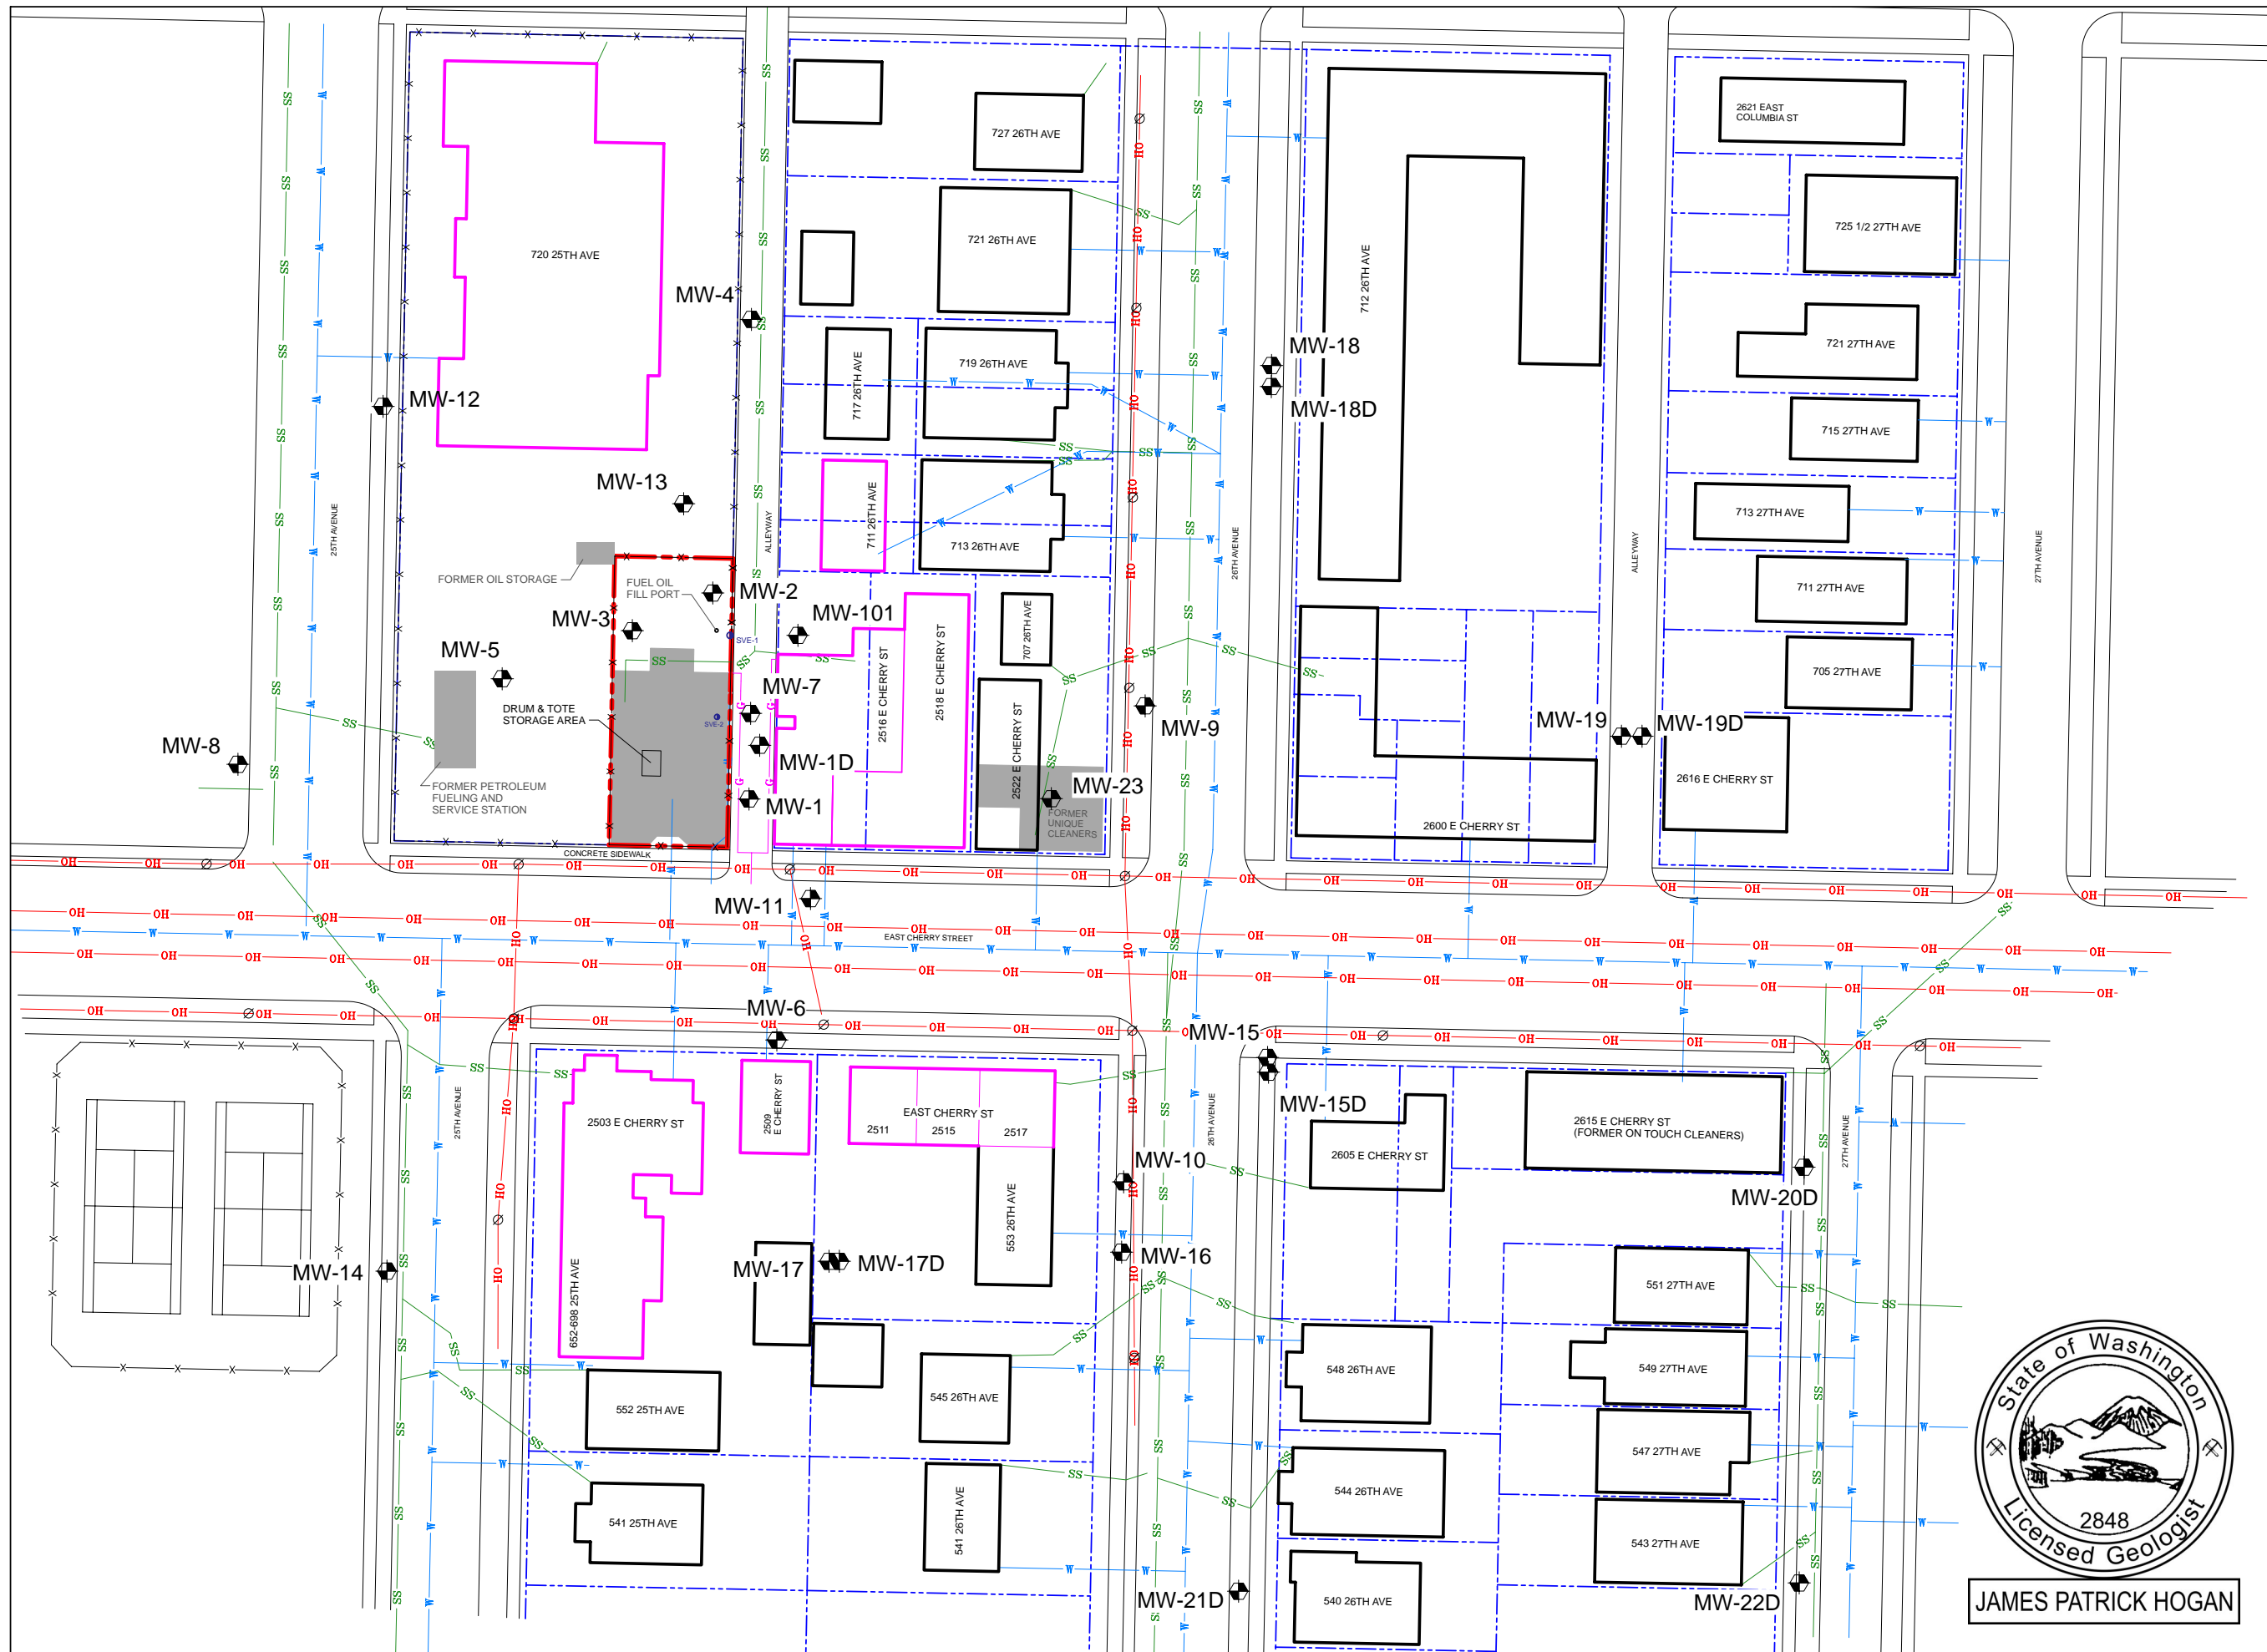 727 26TH AVE
2621 EAST
COLUMBIA ST
720 25TH AVE
721 26TH AVE
712 26TH AVE
725 1/2 27TH AVE
MW-4
MW-18
MW-18D
717 26TH AVE
719 26TH AVE
721 27TH AVE
MW-12
715 27TH AVE
MW-13
25TH AVENUE
ALLEYWAY
711 26TH AVE
713 26TH AVE
26TH AVENUE
ALLEYWAY
713 27TH AVE
27TH AVENUE
FORMER OIL STORAGE
FUEL OIL
FILL PORT
MW-2
MW-3
MW-101
SVE-1
707 26TH AVE
711 27TH AVE
MW-5
MW-7
2516 E CHERRY ST
2518 E CHERRY ST
705 27TH AVE
DRUM & TOTE
STORAGE AREA
SVE-2
MW-8
MW-1D
2522 E CHERRY ST
MW-9
MW-19
MW-19D
FORMER PETROLEUM
FUELING AND
SERVICE STATION
MW-1
MW-23
FORMER
UNIQUE
CLEANERS
2616 E CHERRY ST
2600 E CHERRY ST
CONCRETE SIDEWALK
MW-11
EAST CHERRY STREET
MW-6
MW-15
25TH AVENUE
2503 E CHERRY ST
2509
E CHERRY ST
EAST CHERRY ST
2511 2515 2517
26TH AVENUE
MW-15D
2605 E CHERRY ST
2615 E CHERRY ST
(FORMER ON TOUCH CLEANERS)
27TH AVENUE
MW-10
MW-20D
553 26TH AVE
MW-14
652-698 25TH AVE
MW-17
MW-17D
MW-16
551 27TH AVE
548 26TH AVE
549 27TH AVE
552 25TH AVE
545 26TH AVE
547 27TH AVE
541 25TH AVE
541 26TH AVE
544 26TH AVE
543 27TH AVE
MW-21D
540 26TH AVE
MW-22D
State of Washington
2848
Licensed Geologist
JAMES PATRICK HOGAN